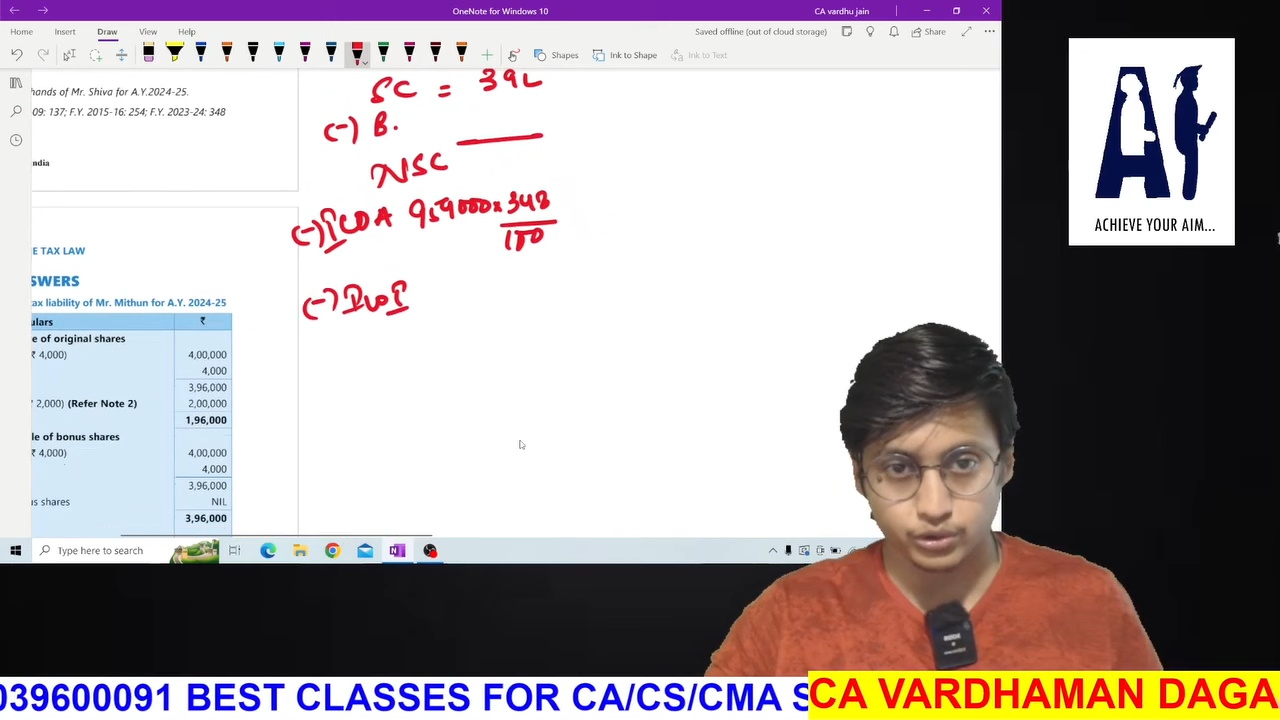 OneNote for Windows 10
CA vardhu jain
Home Insert Draw View Help
Saved offline (out of cloud storage)
Share
Shapes
Ink to Shape
Ink to Text
hands of Mr. Shiva for A.Y.2024-25.
09: 137; F.Y. 2015-16: 254; F.Y. 2023-24: 348
ndia
E TAX LAW
SWERS
tax liability of Mr. Mithun for A.Y. 2024-25
ulars ₹
e of original shares
₹ 4,000) 4,00,000
4,000
3,96,000
₹ 2,000) (Refer Note 2) 2,00,000
1,96,000
le of bonus shares
₹ 4,000) 4,00,000
4,000
3,96,000
us shares NIL
3,96,000
SC = 39L
(-) B.
NSC
(-) ICOA 959000 x 348
100
(-) ICOI
Type here to search
ACHIEVE YOUR AIM...
039600091 BEST CLASSES FOR CA/CS/CMA S
CA VARDHAMAN DAGA